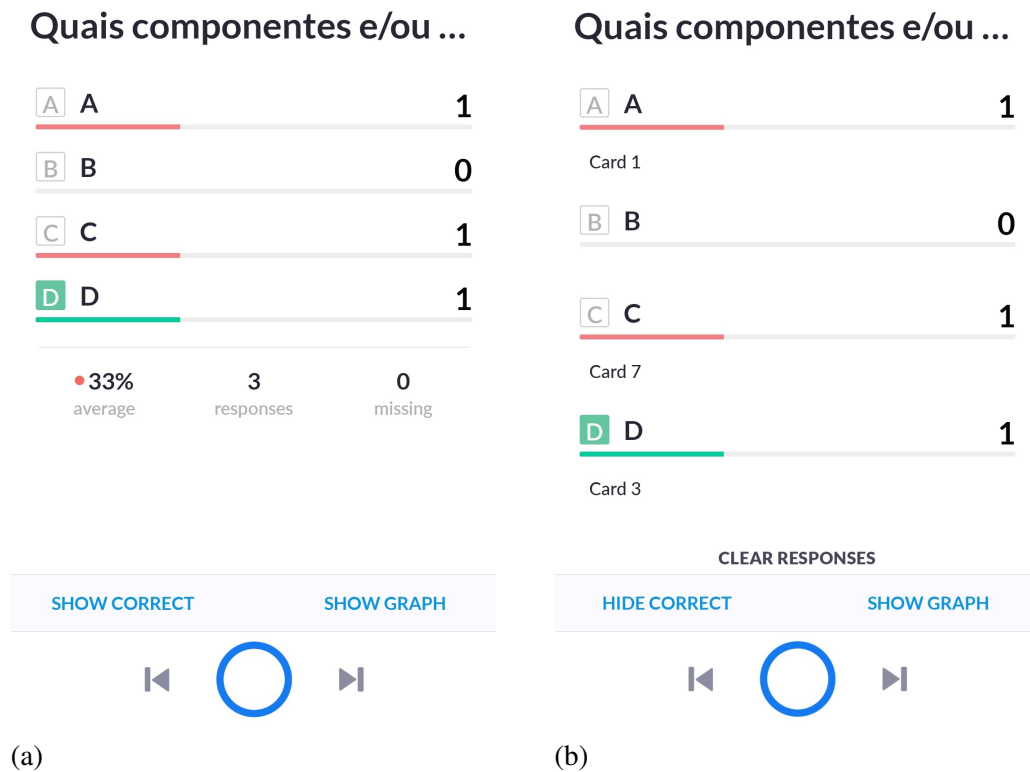 Quais componentes e/ou ...
A A 1
B B 0
C C 1
D D 1
33% 3 0
average responses missing
SHOW CORRECT SHOW GRAPH
(a)
Quais componentes e/ou ...
A A 1
Card 1
B B 0
C C 1
Card 7
D D 1
Card 3
CLEAR RESPONSES
HIDE CORRECT SHOW GRAPH
(b)